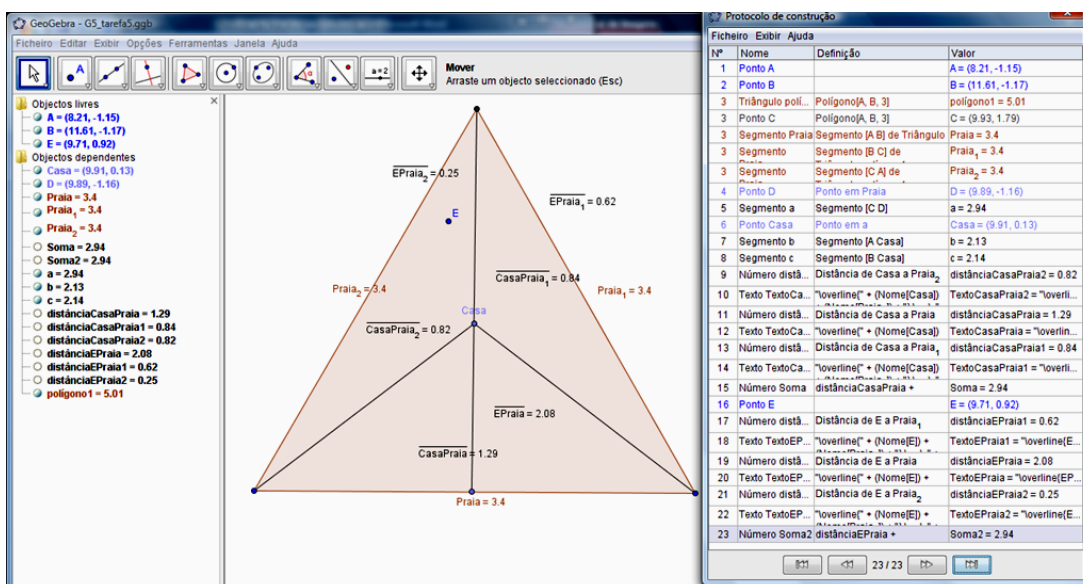 GeoGebra - G5_tarefa5.ggb
Ficheiro Editar Exibir Opções Ferramentas Janela Ajuda
A
a=2
Mover
Arraste um objecto seleccionado (Esc)
Objectos livres
A = (8.21, -1.15)
B = (11.61, -1.17)
E = (9.71, 0.92)
Objectos dependentes
Casa = (9.91, 0.13)
D = (9.89, -1.16)
Praia = 3.4
Praia₁ = 3.4
Praia₂ = 3.4
Soma = 2.94
Soma2 = 2.94
a = 2.94
b = 2.13
c = 2.14
distânciaCasaPraia = 1.29
distânciaCasaPraia1 = 0.84
distânciaCasaPraia2 = 0.82
distânciaEPraia = 2.08
distânciaEPraia1 = 0.62
distânciaEPraia2 = 0.25
polígono1 = 5.01
EPraia₂ = 0.25
EPraia₁ = 0.62
E
CasaPraia₁ = 0.84
Praia₂ = 3.4
Praia₁ = 3.4
Casa
CasaPraia₂ = 0.82
EPraia = 2.08
CasaPraia = 1.29
Praia = 3.4
Protocolo de construção
Ficheiro Exibir Ajuda
Nº Nome Definição Valor
1 Ponto A A = (8.21, -1.15)
2 Ponto B B = (11.61, -1.17)
3 Triângulo polí... Polígono[A, B, 3] polígono1 = 5.01
3 Ponto C Polígono[A, B, 3] C = (9.93, 1.79)
3 Segmento Praia Segmento [A B] de Triângulo Praia = 3.4
3 Segmento Segmento [B C] de Praia₁ = 3.4
3 Segmento Segmento [C A] de Praia₂ = 3.4
4 Ponto D Ponto em Praia D = (9.89, -1.16)
5 Segmento a Segmento [C D] a = 2.94
6 Ponto Casa Ponto em a Casa = (9.91, 0.13)
7 Segmento b Segmento [A Casa] b = 2.13
8 Segmento c Segmento [B Casa] c = 2.14
9 Número distâ... Distância de Casa a Praia₂ distânciaCasaPraia2 = 0.82
10 Texto TextoCa... "\overline{" + (Nome[Casa]) TextoCasaPraia2 = "\overli...
11 Número distâ... Distância de Casa a Praia distânciaCasaPraia = 1.29
12 Texto TextoCa... "\overline{" + (Nome[Casa]) TextoCasaPraia = "\overlin...
13 Número distâ... Distância de Casa a Praia₁ distânciaCasaPraia1 = 0.84
14 Texto TextoCa... "\overline{" + (Nome[Casa]) TextoCasaPraia1 = "\overli...
15 Número Soma distânciaCasaPraia + Soma = 2.94
16 Ponto E E = (9.71, 0.92)
17 Número distâ... Distância de E a Praia₁ distânciaEPraia1 = 0.62
18 Texto TextoEP... "\overline{" + (Nome[E]) + TextoEPraia1 = "\overline{E...
19 Número distâ... Distância de E a Praia distânciaEPraia = 2.08
20 Texto TextoEP... "\overline{" + (Nome[E]) + TextoEPraia = "\overline{EP...
21 Número distâ... Distância de E a Praia₂ distânciaEPraia2 = 0.25
22 Texto TextoEP... "\overline{" + (Nome[E]) + TextoEPraia2 = "\overline{E...
23 Número Soma2 distânciaEPraia + Soma2 = 2.94
23 / 23